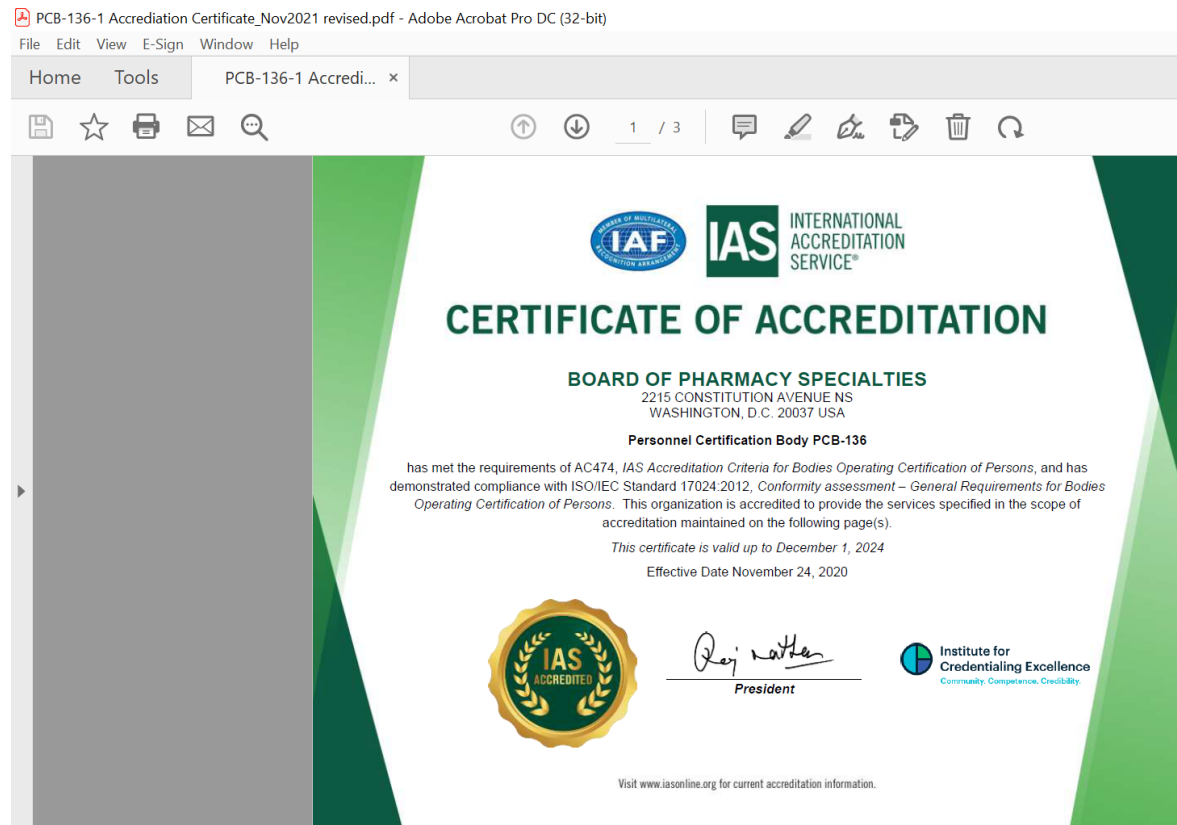 PCB-136-1 Accrediation Certificate_Nov2021 revised.pdf - Adobe Acrobat Pro DC (32-bit)
File Edit View E-Sign Window Help
Home Tools PCB-136-1 Accredi... ×
1 / 3
MEMBER OF MULTILATERAL
IAF
RECOGNITION ARRANGEMENT
IAS
INTERNATIONAL
ACCREDITATION
SERVICE®
CERTIFICATE OF ACCREDITATION
BOARD OF PHARMACY SPECIALTIES
2215 CONSTITUTION AVENUE NS
WASHINGTON, D.C. 20037 USA
Personnel Certification Body PCB-136
has met the requirements of AC474, IAS Accreditation Criteria for Bodies Operating Certification of Persons, and has
demonstrated compliance with ISO/IEC Standard 17024:2012, Conformity assessment – General Requirements for Bodies
Operating Certification of Persons. This organization is accredited to provide the services specified in the scope of
accreditation maintained on the following page(s).
This certificate is valid up to December 1, 2024
Effective Date November 24, 2020
IAS
ACCREDITED
President
Institute for
Credentialing Excellence
Community. Competence. Credibility.
Visit www.iasonline.org for current accreditation information.